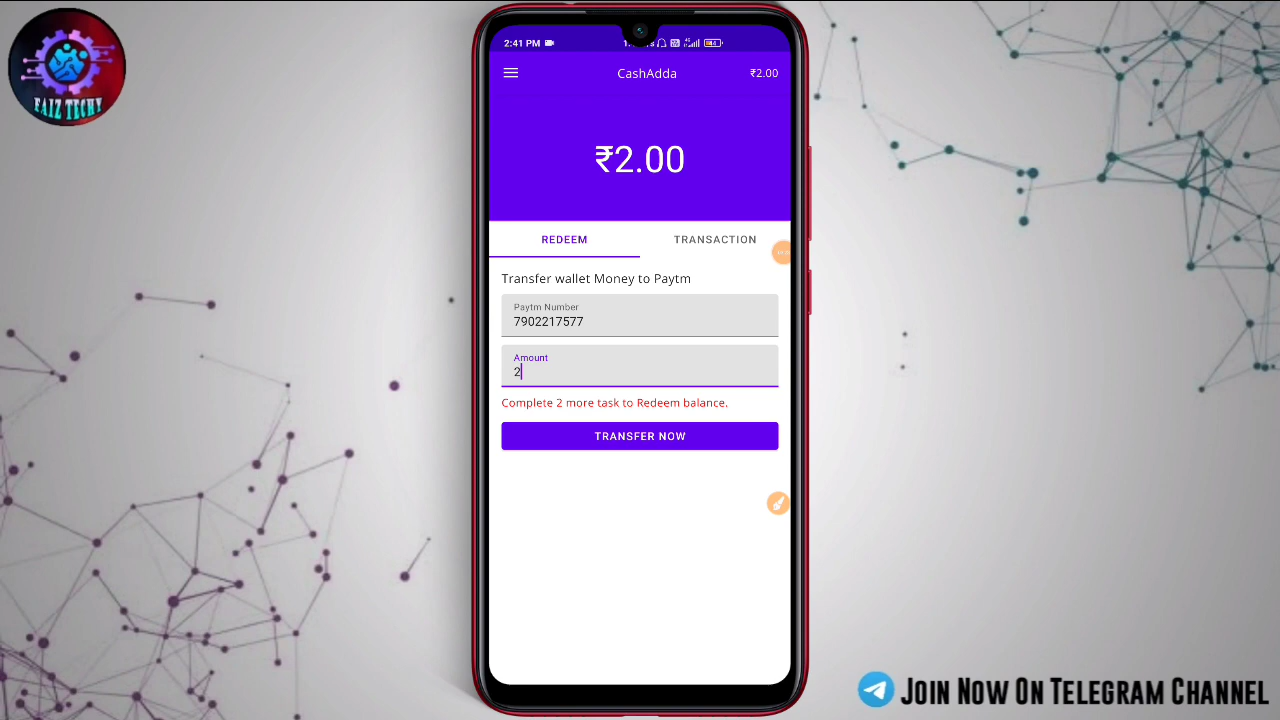 FAIZ TECHY
2:41 PM
CashAdda
₹2.00
₹2.00
REDEEM
TRANSACTION
Transfer wallet Money to Paytm
Paytm Number
7902217577
Amount
2
Complete 2 more task to Redeem balance.
TRANSFER NOW
JOIN NOW ON TELEGRAM CHANNEL